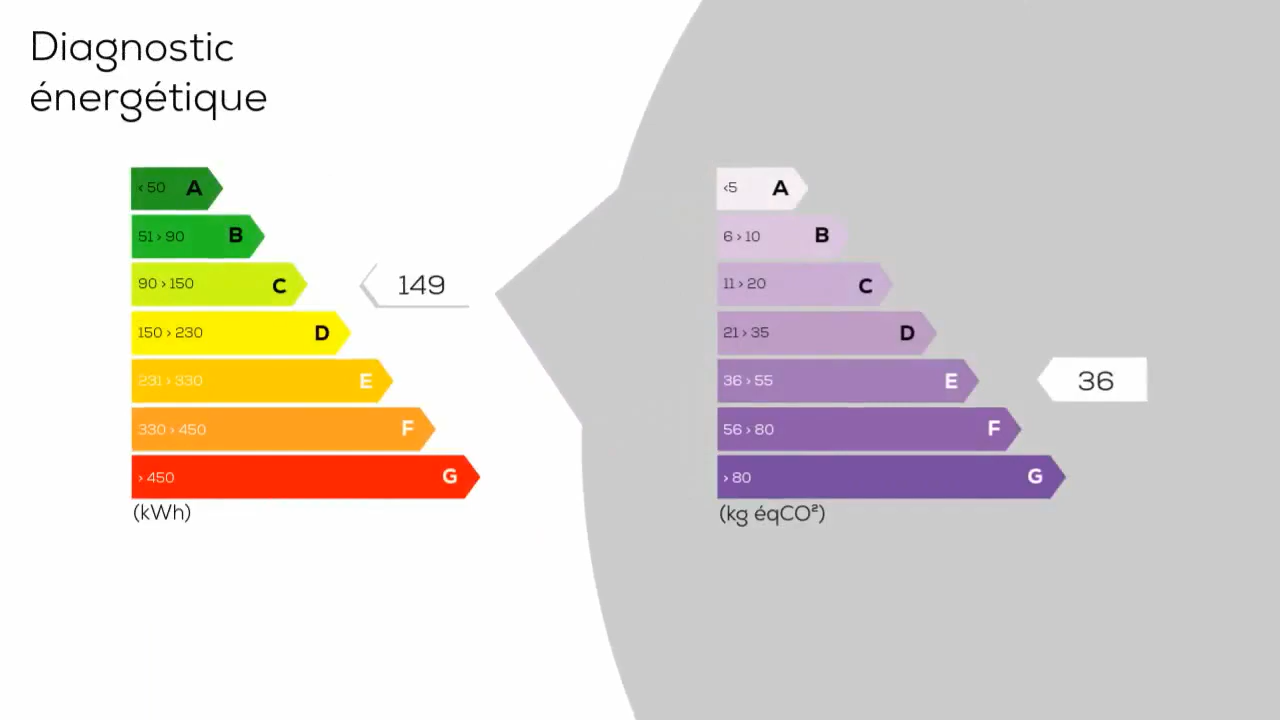 Diagnostic
énergétique
< 50 A
51 > 90 B
90 > 150 C
149
150 > 230 D
231 > 330 E
330 > 450 F
> 450 G
(kWh)
<5 A
6 > 10 B
11 > 20 C
21 > 35 D
36 > 55 E
36
56 > 80 F
> 80 G
(kg éqCO²)